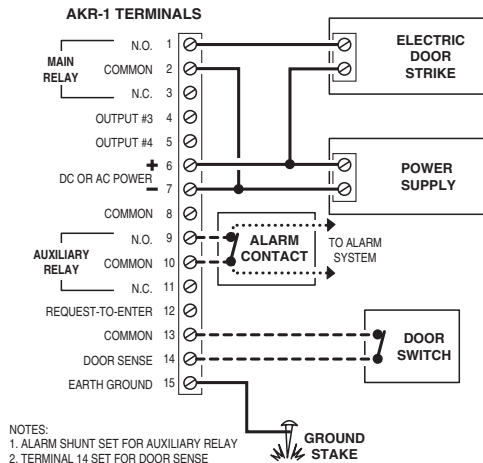 AKR-1 TERMINALS
MAIN
RELAY
N.O. 1
COMMON 2
N.C. 3
OUTPUT #3 4
OUTPUT #4 5
+ 6
DC OR AC POWER
– 7
COMMON 8
AUXILIARY
RELAY
N.O. 9
COMMON 10
N.C. 11
REQUEST-TO-ENTER 12
COMMON 13
DOOR SENSE 14
EARTH GROUND 15
ELECTRIC
DOOR
STRIKE
POWER
SUPPLY
ALARM
CONTACT
TO ALARM
SYSTEM
DOOR
SWITCH
GROUND
STAKE
NOTES:
1. ALARM SHUNT SET FOR AUXILIARY RELAY
2. TERMINAL 14 SET FOR DOOR SENSE